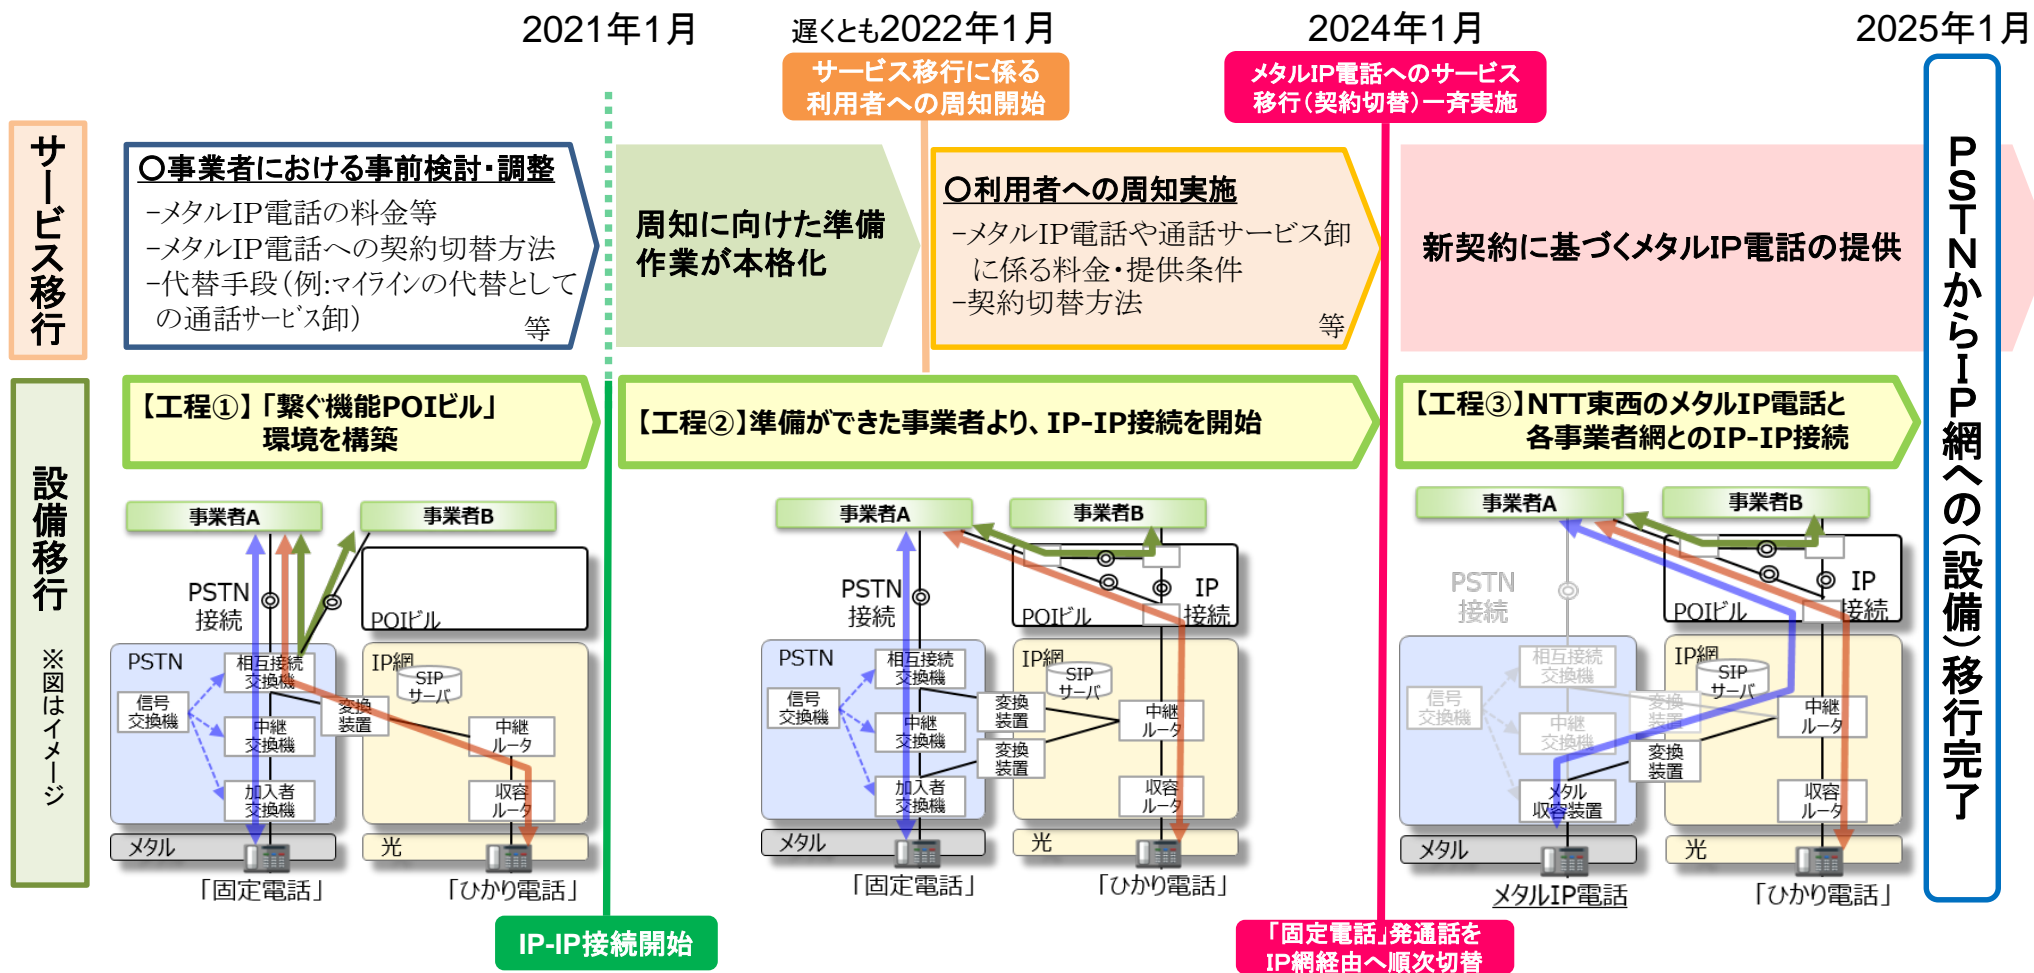 2021年1月
遅くとも2022年1月
2024年1月
2025年1月
サービス移行に係る
利用者への周知開始
メタルIP電話へのサービス
移行(契約切替)一斉実施
サービス移行
○事業者における事前検討・調整
-メタルIP電話の料金等
-メタルIP電話への契約切替方法
-代替手段(例:マイラインの代替として
の通話サービス卸)
等
周知に向けた準備
作業が本格化
○利用者への周知実施
-メタルIP電話や通話サービス卸
に係る料金・提供条件
-契約切替方法
等
新契約に基づくメタルIP電話の提供
PSTNからIP網への(設備)移行完了
設備移行
※図はイメージ
【工程①】「繋ぐ機能POIビル」
環境を構築
【工程②】準備ができた事業者より、IP-IP接続を開始
【工程③】NTT東西のメタルIP電話と
各事業者網とのIP-IP接続
事業者A
事業者B
PSTN
接続
POIビル
PSTN
相互接続
交換機
信号
交換機
中継
交換機
加入者
交換機
変換
装置
IP網
SIP
サーバ
中継
ルータ
収容
ルータ
メタル
光
「固定電話」
「ひかり電話」
事業者A
事業者B
PSTN
接続
IP
接続
POIビル
PSTN
相互接続
交換機
信号
交換機
中継
交換機
加入者
交換機
変換
装置
変換
装置
IP網
SIP
サーバ
中継
ルータ
収容
ルータ
メタル
光
「固定電話」
「ひかり電話」
事業者A
事業者B
PSTN
接続
IP
接続
POIビル
相互接続
交換機
信号
交換機
中継
交換機
メタル
収容装置
変換
装置
変換
装置
IP網
SIP
サーバ
中継
ルータ
収容
ルータ
メタル
光
メタルIP電話
「ひかり電話」
IP-IP接続開始
「固定電話」発通話を
IP網経由へ順次切替